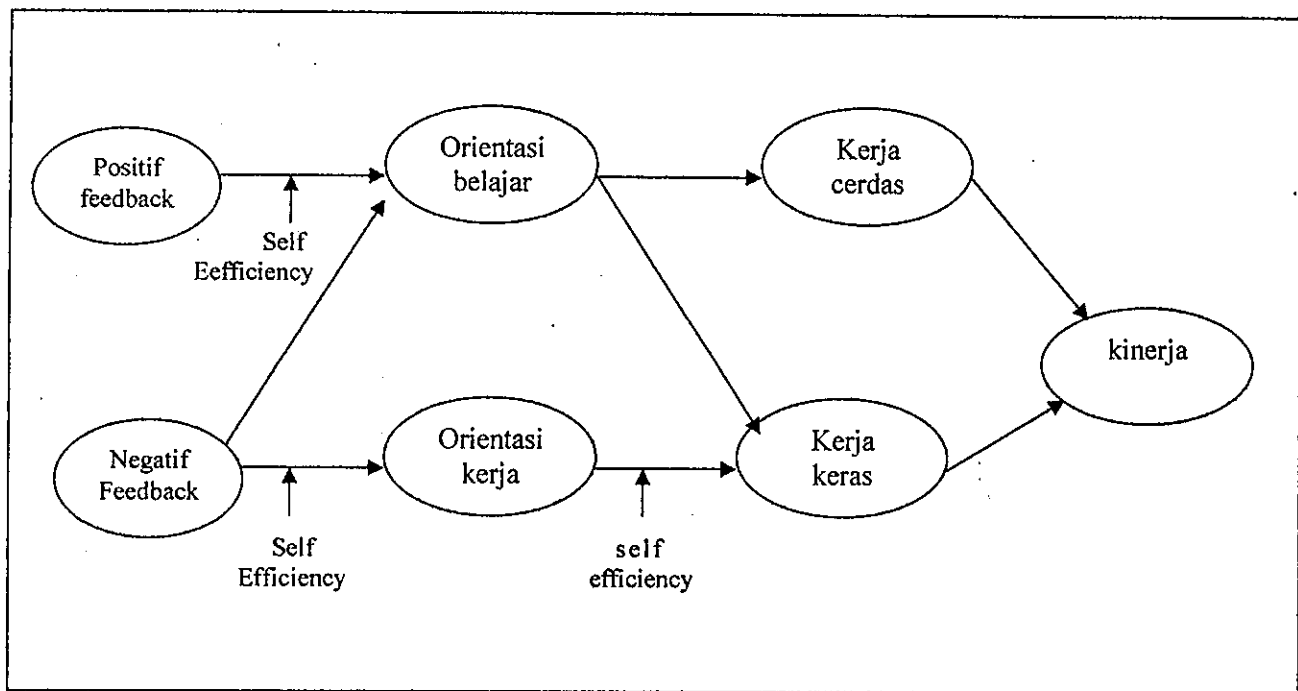 Positif
feedback
Orientasi
belajar
Kerja
cerdas
Self
Eefficiency
kinerja
Negatif
Feedback
Orientasi
kerja
Kerja
keras
Self
Efficiency
self
efficiency